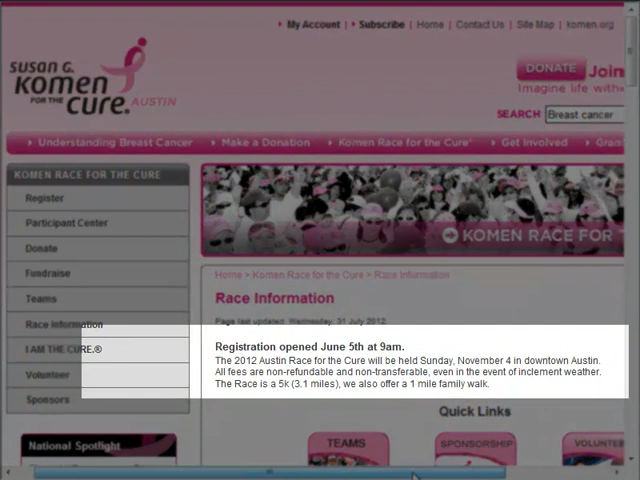 My Account | Subscribe | Home | Contact Us | Site Map | komen.org
SUSAN G.
Komen
FOR THE
CURE® AUSTIN
DONATE Join
Imagine life with
SEARCH Breast cancer
Understanding Breast Cancer Make a Donation Komen Race for the Cure® Get Involved
KOMEN RACE FOR THE CURE
Register
Participant Center
Donate
Fundraise
Teams
Race Information
I AM THE CURE.®
Volunteer
Sponsors
National Spotlight
KOMEN RACE FOR T
Home > Komen Race for the Cure > Race Information
Race Information
Page last updated: Wednesday, 31 July 2012
Registration opened June 5th at 9am.
The 2012 Austin Race for the Cure will be held Sunday, November 4 in downtown Austin.
All fees are non-refundable and non-transferable, even in the event of inclement weather.
The Race is a 5k (3.1 miles), we also offer a 1 mile family walk.
Quick Links
TEAMS SPONSORSHIP VOLUNTE